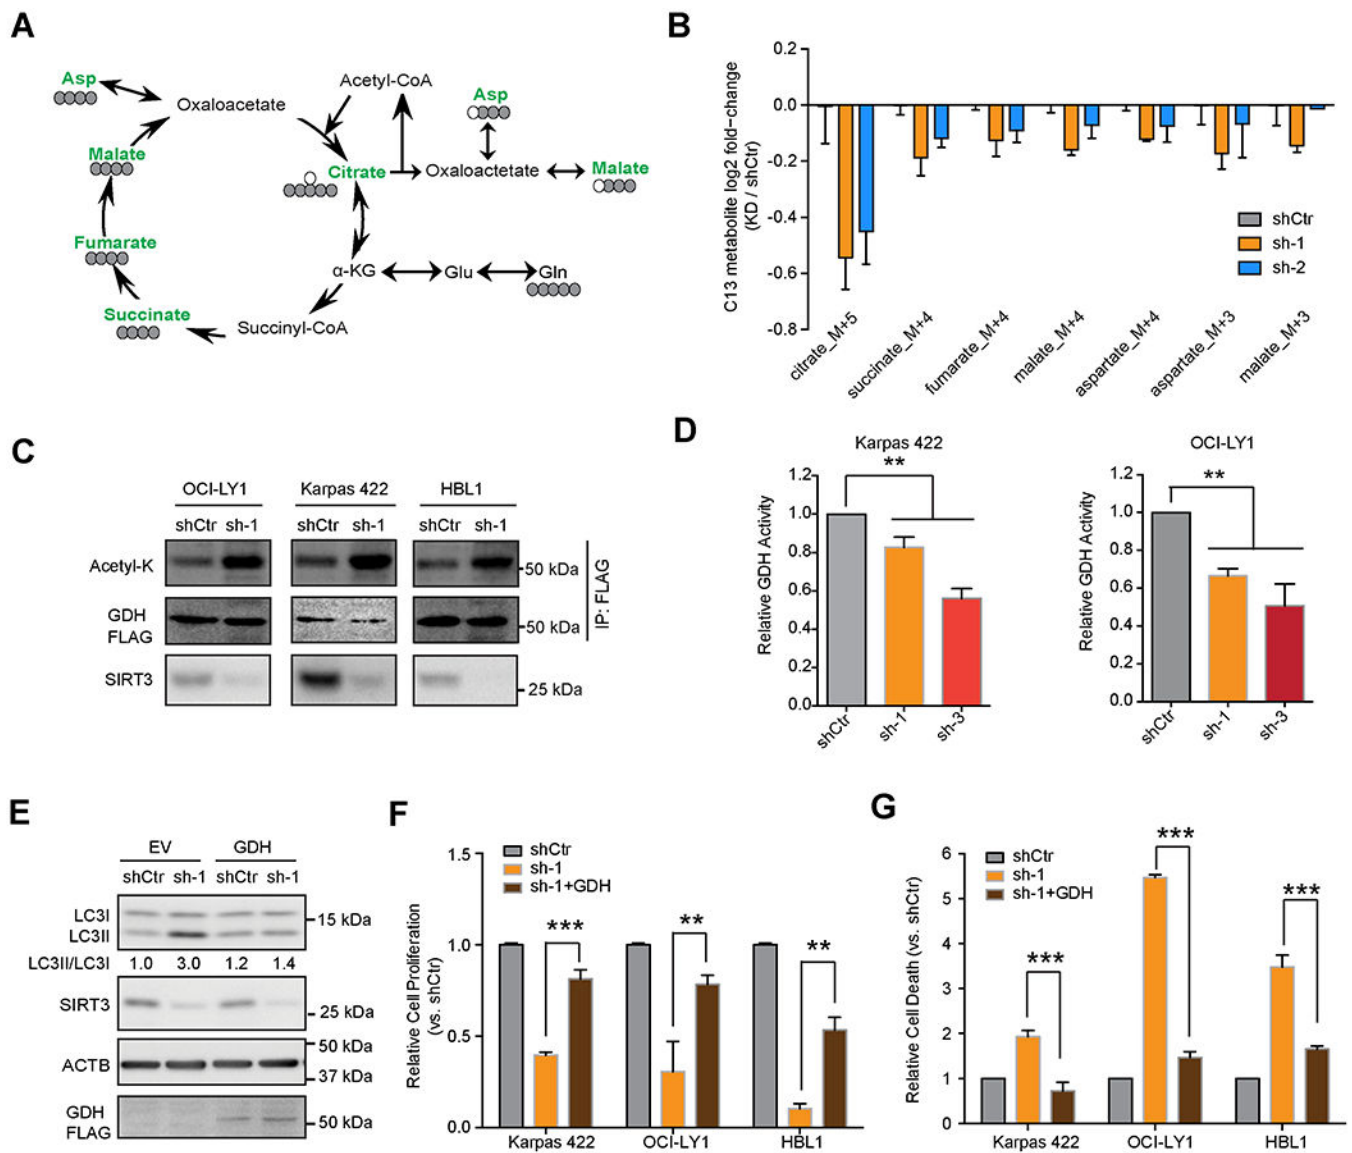 A
Asp
Acetyl-CoA
Oxaloacetate
Asp
Malate
Citrate
Oxaloactetate
Malate
Fumarate
α-KG
Glu
Gln
Succinate
Succinyl-CoA
B
C13 metabolite log2 fold−change
(KD / shCtr)
0.2
0.0
-0.2
-0.4
-0.6
-0.8
shCtr
sh-1
sh-2
citrate_M+5
succinate_M+4
fumarate_M+4
malate_M+4
aspartate_M+4
aspartate_M+3
malate_M+3
C
OCI-LY1
Karpas 422
HBL1
shCtr sh-1
shCtr sh-1
shCtr sh-1
Acetyl-K
50 kDa
GDH
FLAG
50 kDa
IP: FLAG
SIRT3
25 kDa
D
Karpas 422
**
Relative GDH Activity
1.2
1.0
0.8
0.6
0.4
0.2
0.0
shCtr
sh-1
sh-3
OCI-LY1
**
Relative GDH Activity
1.2
1.0
0.8
0.6
0.4
0.2
0.0
shCtr
sh-1
sh-3
E
EV
GDH
shCtr sh-1 shCtr sh-1
LC3I
15 kDa
LC3II
LC3II/LC3I 1.0 3.0 1.2 1.4
SIRT3
25 kDa
50 kDa
ACTB
37 kDa
GDH
FLAG
50 kDa
F
shCtr
sh-1
sh-1+GDH
Relative Cell Proliferation
(vs. shCtr)
1.5
1.0
0.5
0.0
***
**
**
Karpas 422
OCI-LY1
HBL1
G
shCtr
sh-1
sh-1+GDH
Relative Cell Death (vs. shCtr)
6
5
4
3
2
1
0
***
***
***
Karpas 422
OCI-LY1
HBL1